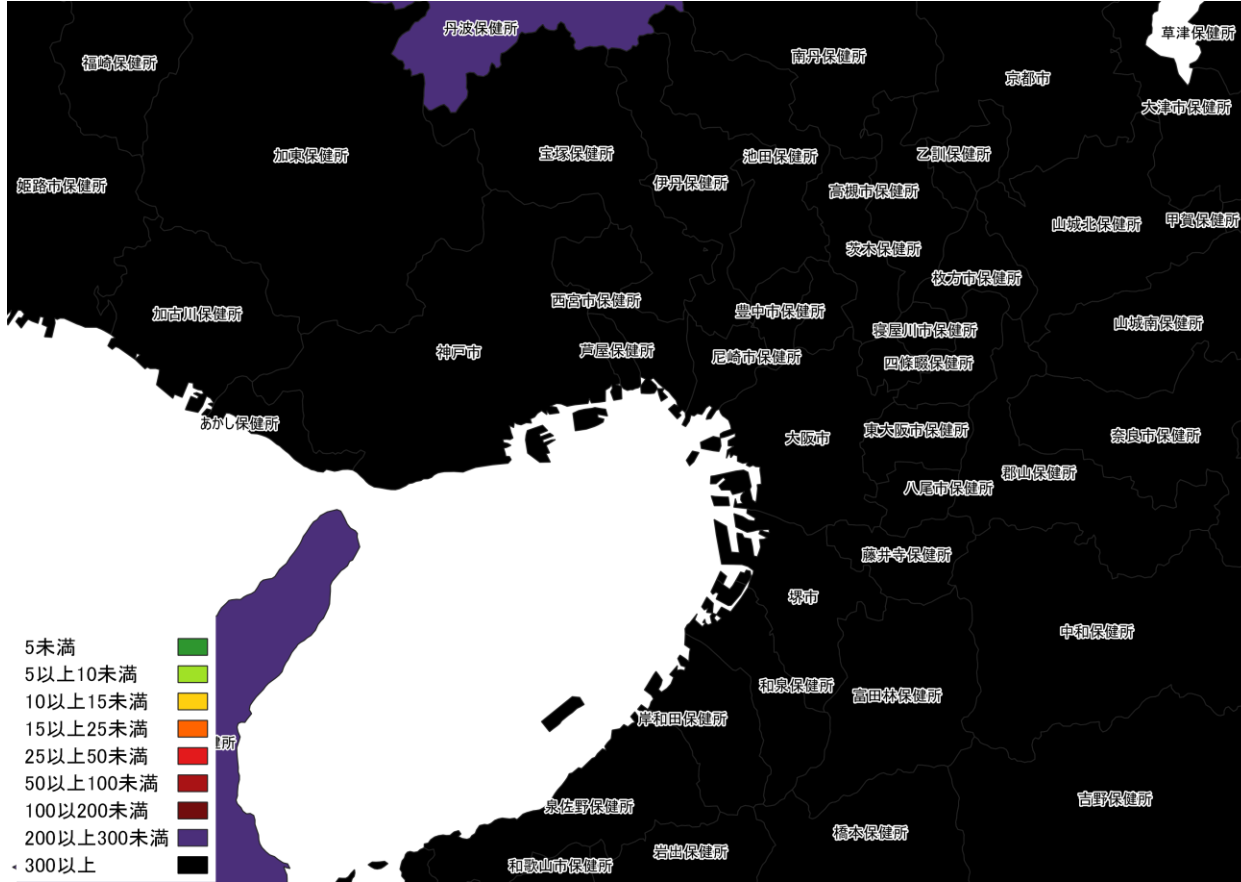 丹波保健所
草津保健所
福崎保健所
南丹保健所
京都市
大津市保健所
加東保健所
宝塚保健所
池田保健所
乙訓保健所
姫路市保健所
伊丹保健所
高槻市保健所
山城北保健所
甲賀保健所
茨木保健所
枚方市保健所
加古川保健所
西宮市保健所
豊中市保健所
寝屋川市保健所
山城南保健所
神戸市
芦屋保健所
尼崎市保健所
四條畷保健所
あかし保健所
大阪市
東大阪市保健所
奈良市保健所
郡山保健所
八尾市保健所
藤井寺保健所
堺市
中和保健所
和泉保健所
富田林保健所
岸和田保健所
健所
泉佐野保健所
吉野保健所
橋本保健所
岩出保健所
和歌山市保健所
5未満
5以上10未満
10以上15未満
15以上25未満
25以上50未満
50以上100未満
100以200未満
200以上300未満
300以上